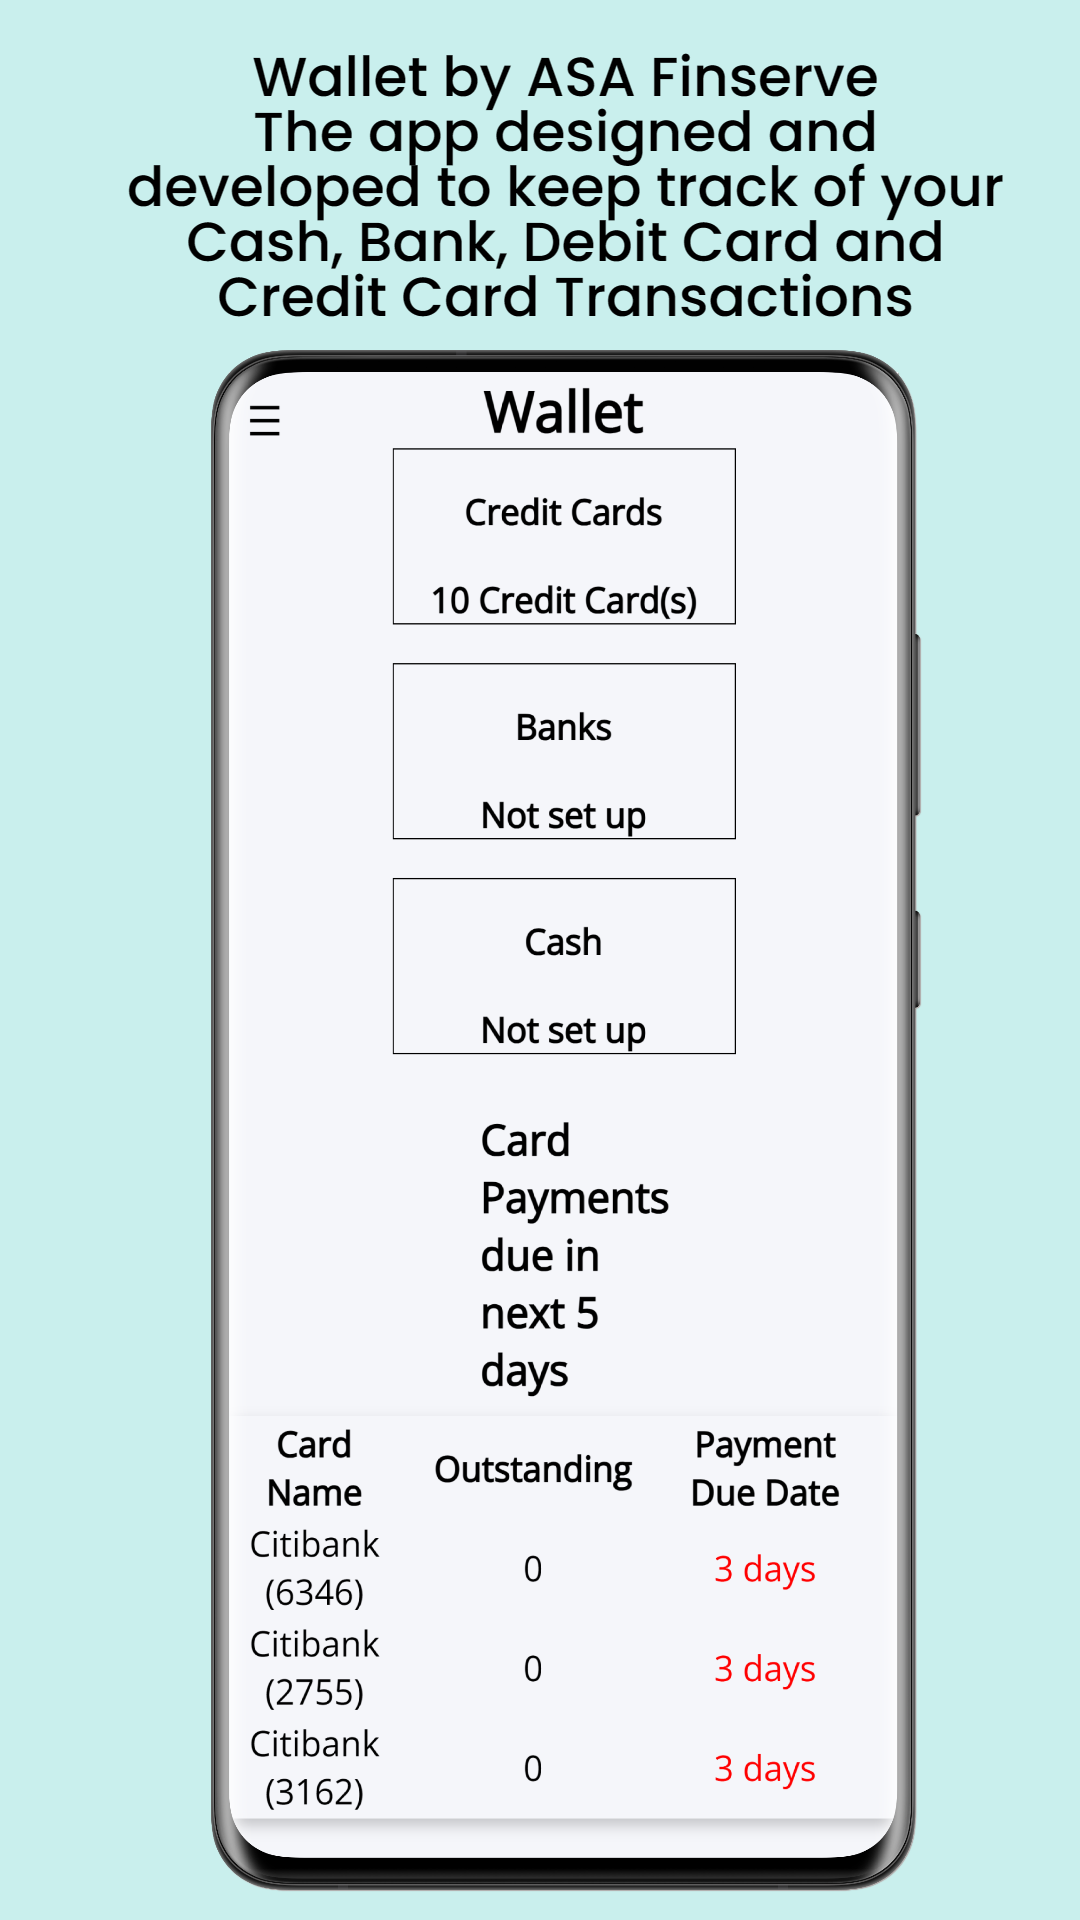 Wallet by ASA Finserve
The app designed and
developed to keep track of your
Cash, Bank, Debit Card and
Credit Card Transactions
☰ Wallet
Credit Cards
10 Credit Card(s)
Banks
Not set up
Cash
Not set up
Card
Payments
due in
next 5
days
Card Name Outstanding Payment Due Date
Citibank (6346) 0 3 days
Citibank (2755) 0 3 days
Citibank (3162) 0 3 days